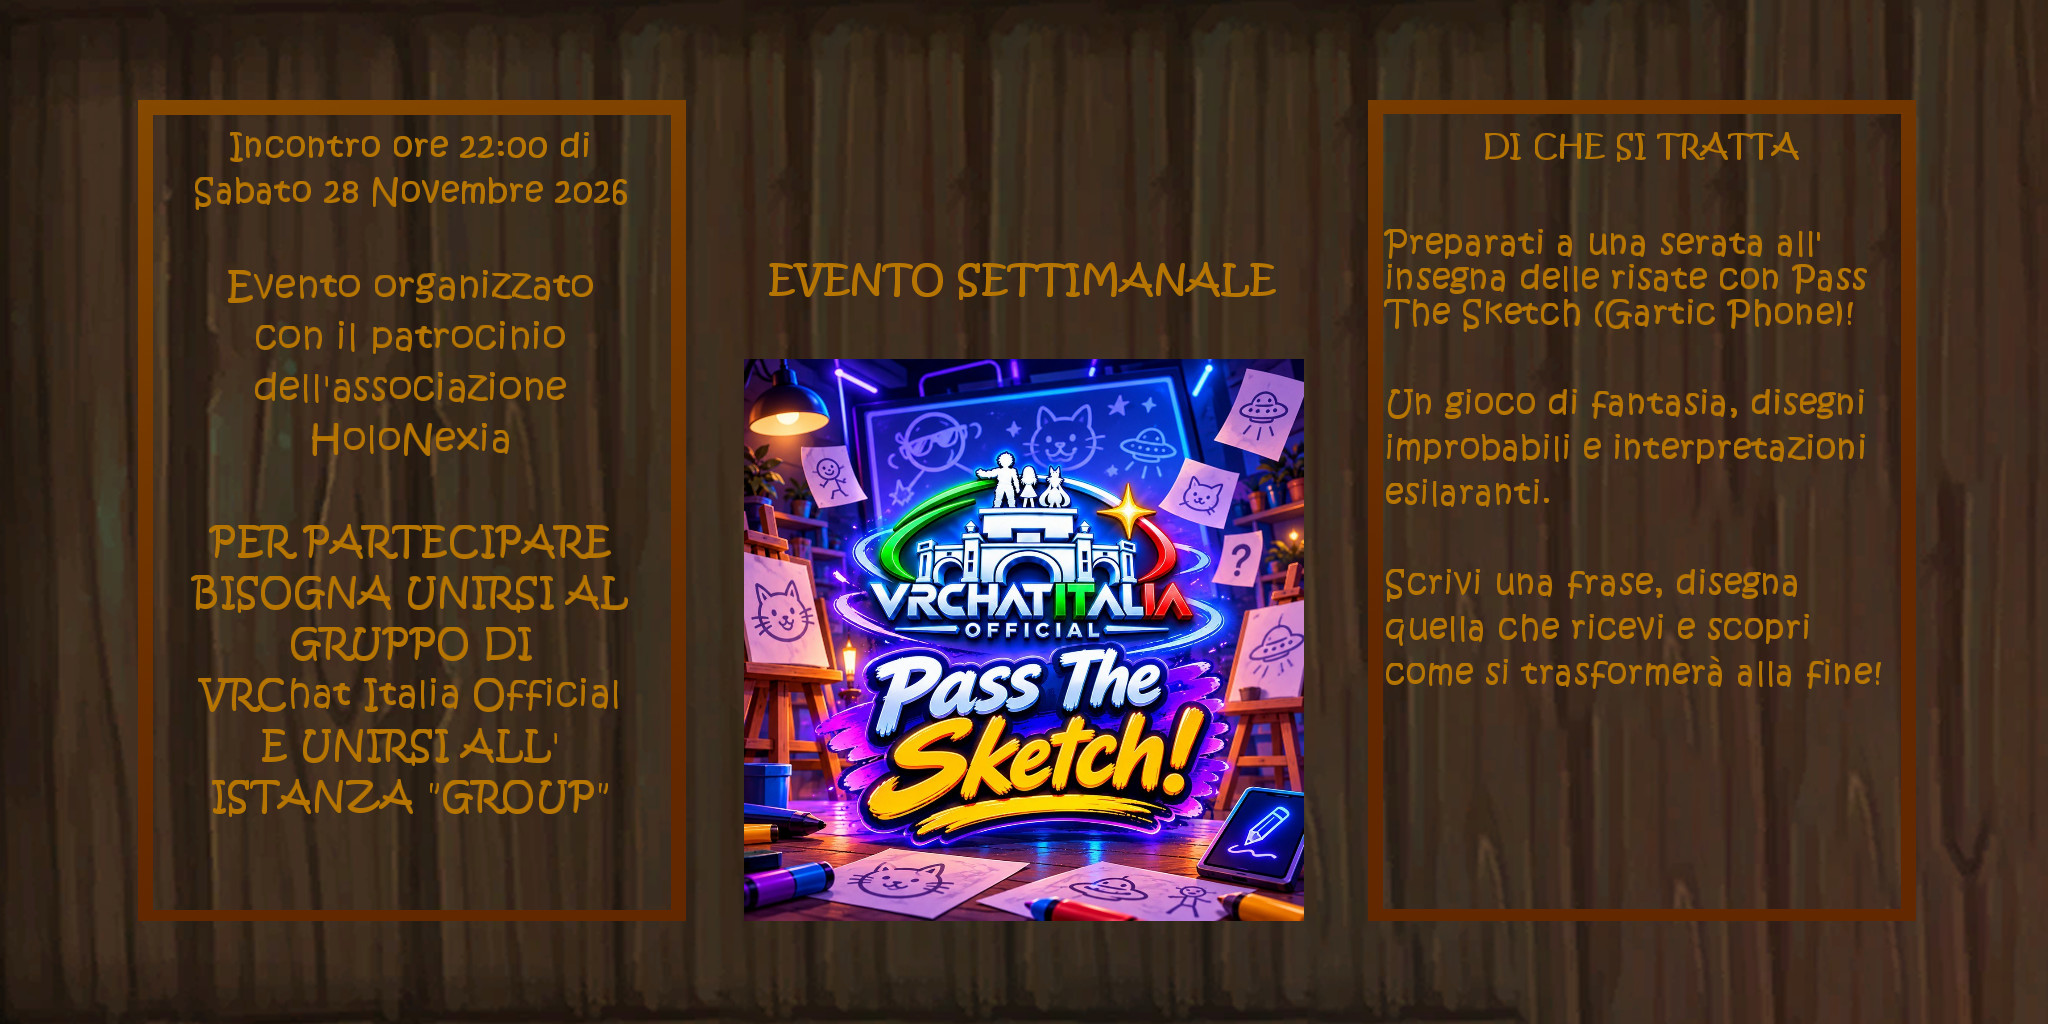 Incontro ore 22:00 di
Sabato 28 Novembre 2026
Evento organizzato
con il patrocinio
dell'associazione
HoloNexia
PER PARTECIPARE
BISOGNA UNIRSI AL
GRUPPO DI
VRChat Italia Official
E UNIRSI ALL'
ISTANZA "GROUP"
EVENTO SETTIMANALE
?
VRCHAT ITALIA
OFFICIAL
Pass The
Sketch!
DI CHE SI TRATTA
Preparati a una serata all'
insegna delle risate con Pass
The Sketch (Gartic Phone)!
Un gioco di fantasia, disegni
improbabili e interpretazioni
esilaranti.
Scrivi una frase, disegna
quella che ricevi e scopri
come si trasformerà alla fine!